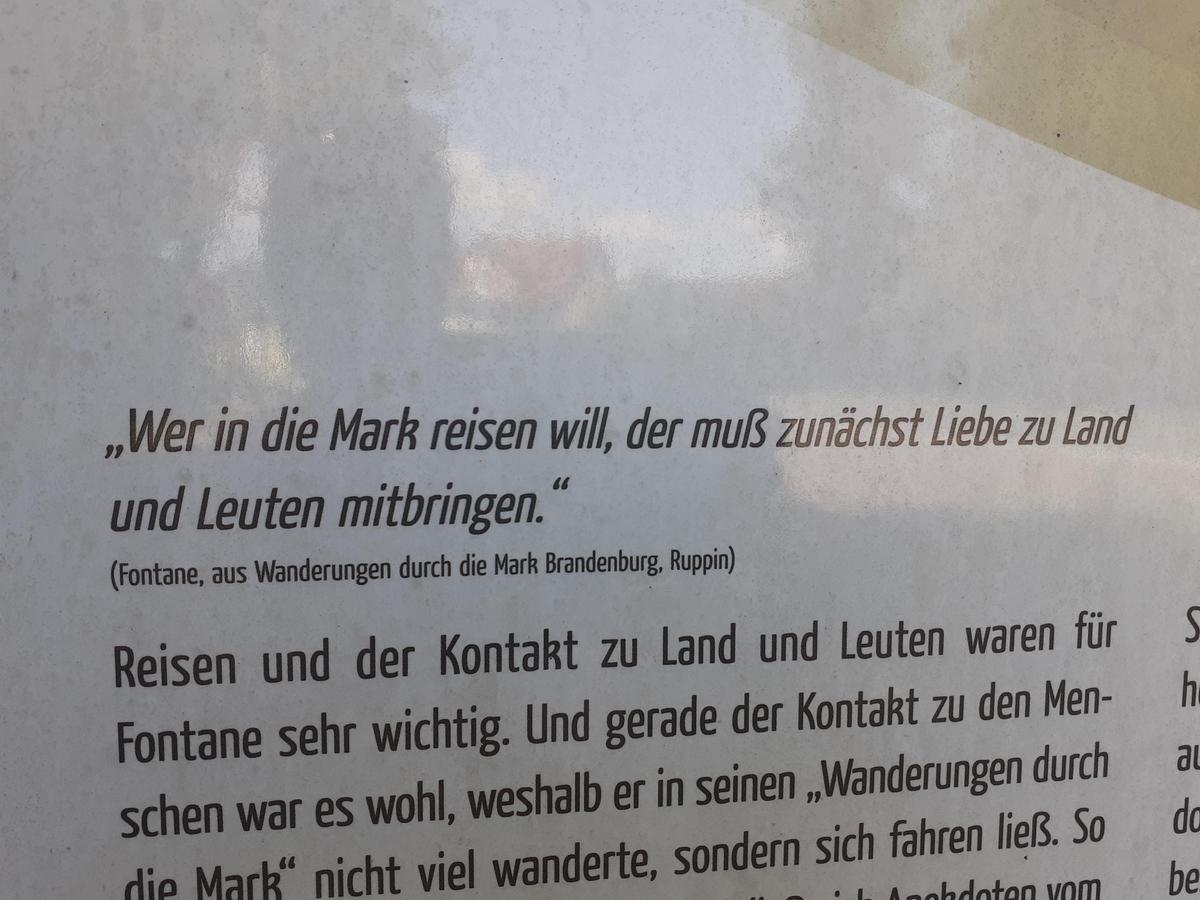 „Wer in die Mark reisen will, der muß zunächst Liebe zu Land
und Leuten mitbringen.“
(Fontane, aus Wanderungen durch die Mark Brandenburg, Ruppin)
Reisen und der Kontakt zu Land und Leuten waren für
Fontane sehr wichtig. Und gerade der Kontakt zu den Men-
schen war es wohl, weshalb er in seinen „Wanderungen durch
die Mark“ nicht viel wanderte, sondern sich fahren ließ. So
Anekdoten vom